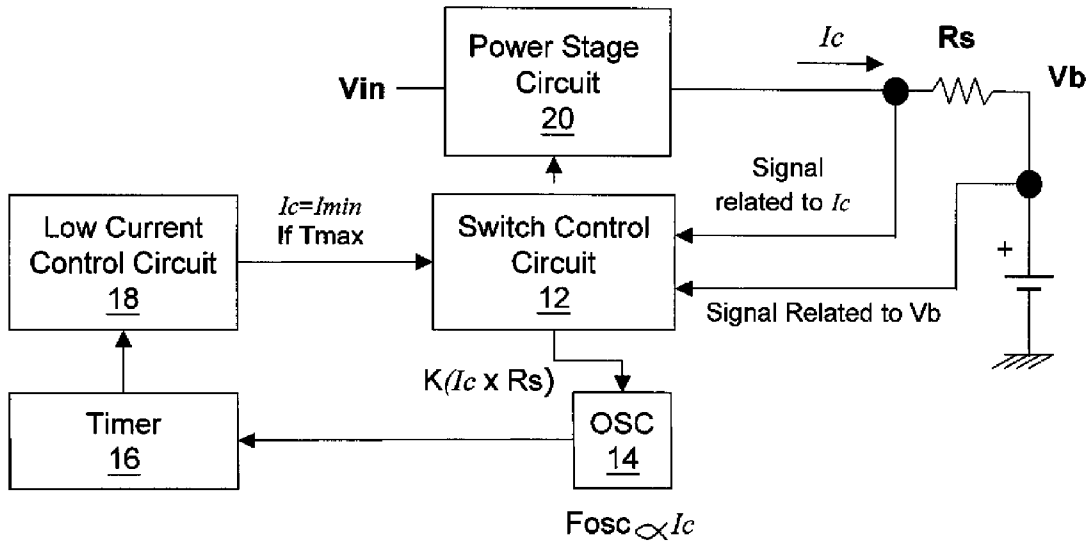 Power Stage
Circuit
20
Vin
Ic
Rs
Vb
Signal
related to Ic
Low Current
Control Circuit
18
Ic=Imin
If Tmax
Switch Control
Circuit
12
+
Signal Related to Vb
K(Ic x Rs)
Timer
16
OSC
14
Fosc ∝ Ic